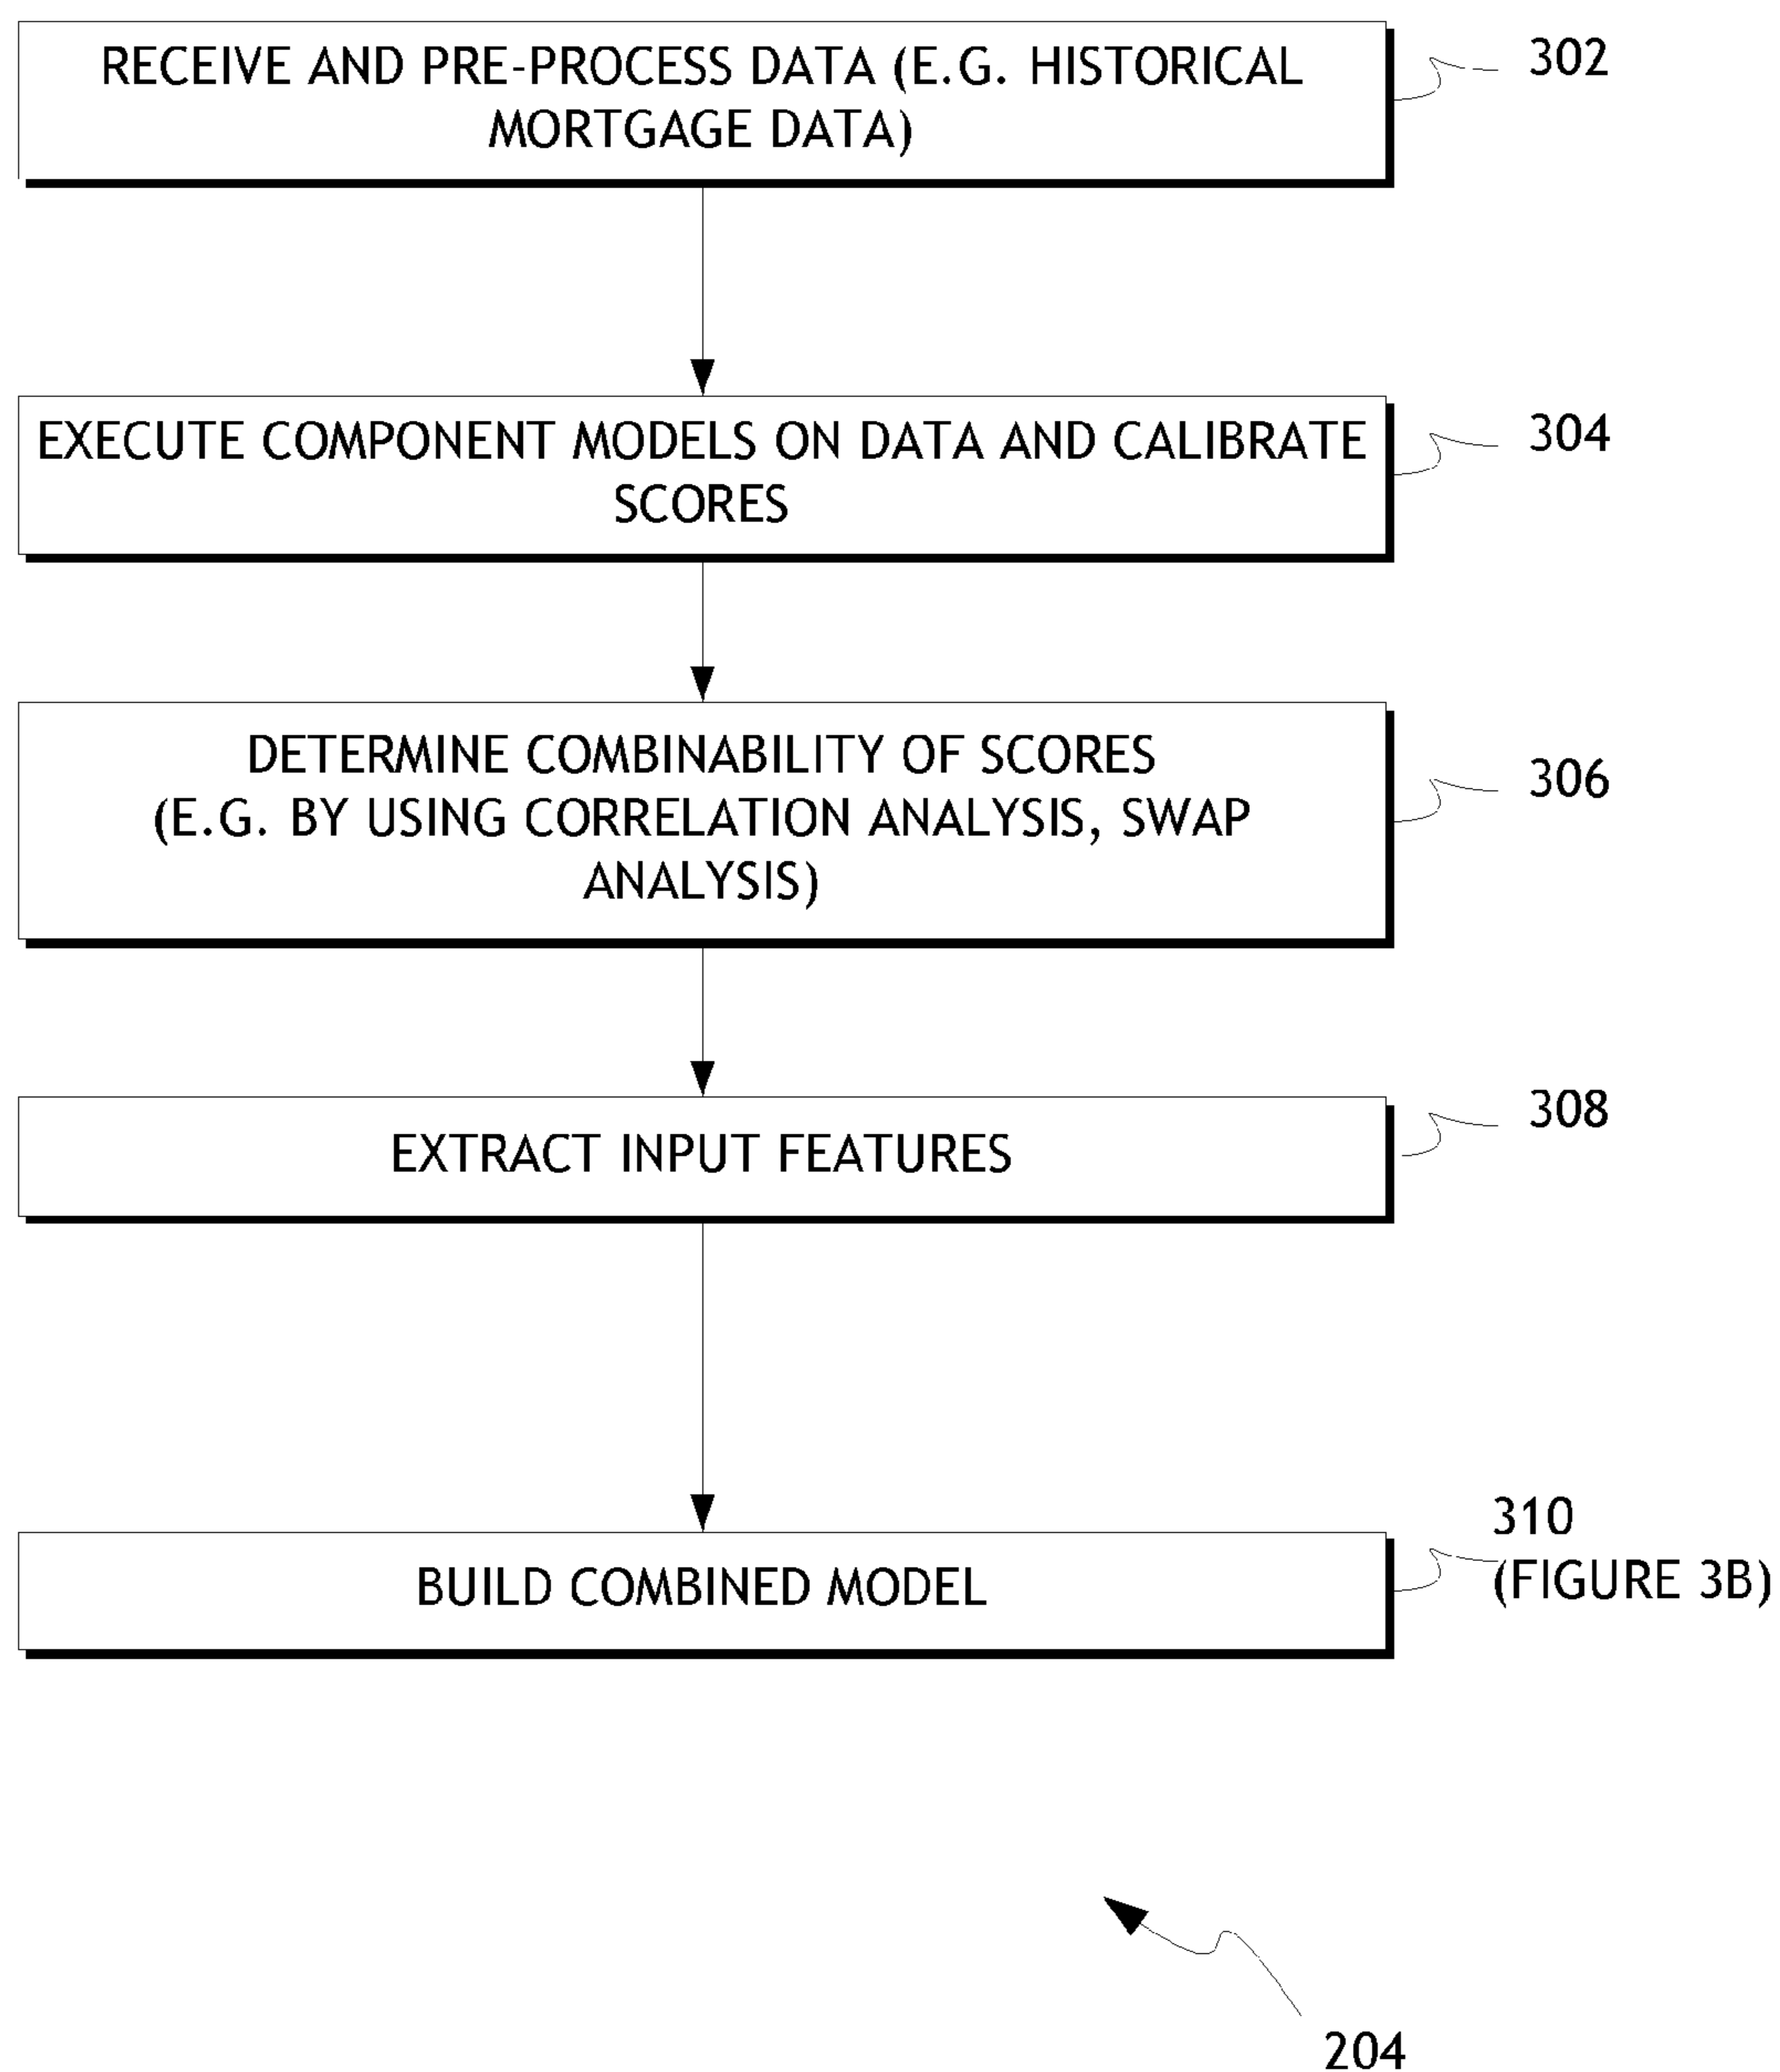 RECEIVE AND PRE-PROCESS DATA (E.G. HISTORICAL
MORTGAGE DATA)
302
EXECUTE COMPONENT MODELS ON DATA AND CALIBRATE
SCORES
304
DETERMINE COMBINABILITY OF SCORES
(E.G. BY USING CORRELATION ANALYSIS, SWAP
ANALYSIS)
306
EXTRACT INPUT FEATURES
308
BUILD COMBINED MODEL
310
(FIGURE 3B)
204